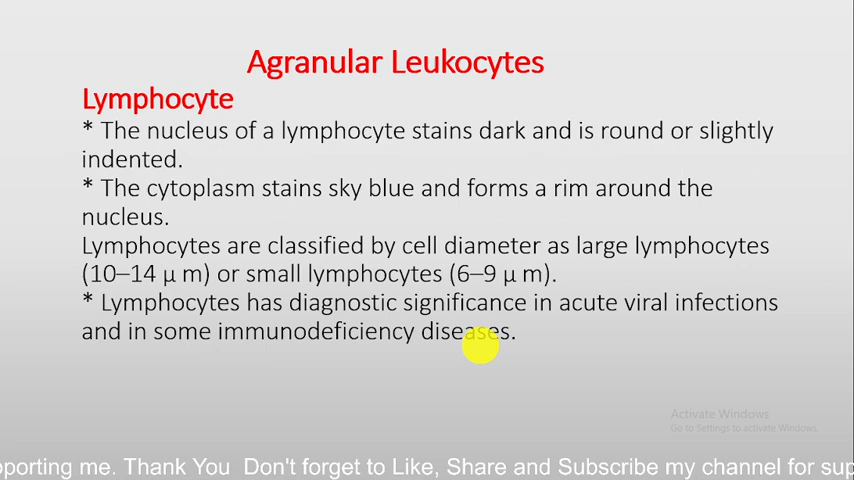 Agranular Leukocytes
Lymphocyte
* The nucleus of a lymphocyte stains dark and is round or slightly
indented.
* The cytoplasm stains sky blue and forms a rim around the
nucleus.
Lymphocytes are classified by cell diameter as large lymphocytes
(10–14 μ m) or small lymphocytes (6–9 μ m).
* Lymphocytes has diagnostic significance in acute viral infections
and in some immunodeficiency diseases.
Activate Windows
Go to Settings to activate Windows.
pporting me. Thank You  Don't forget to Like, Share and Subscribe my channel for sup